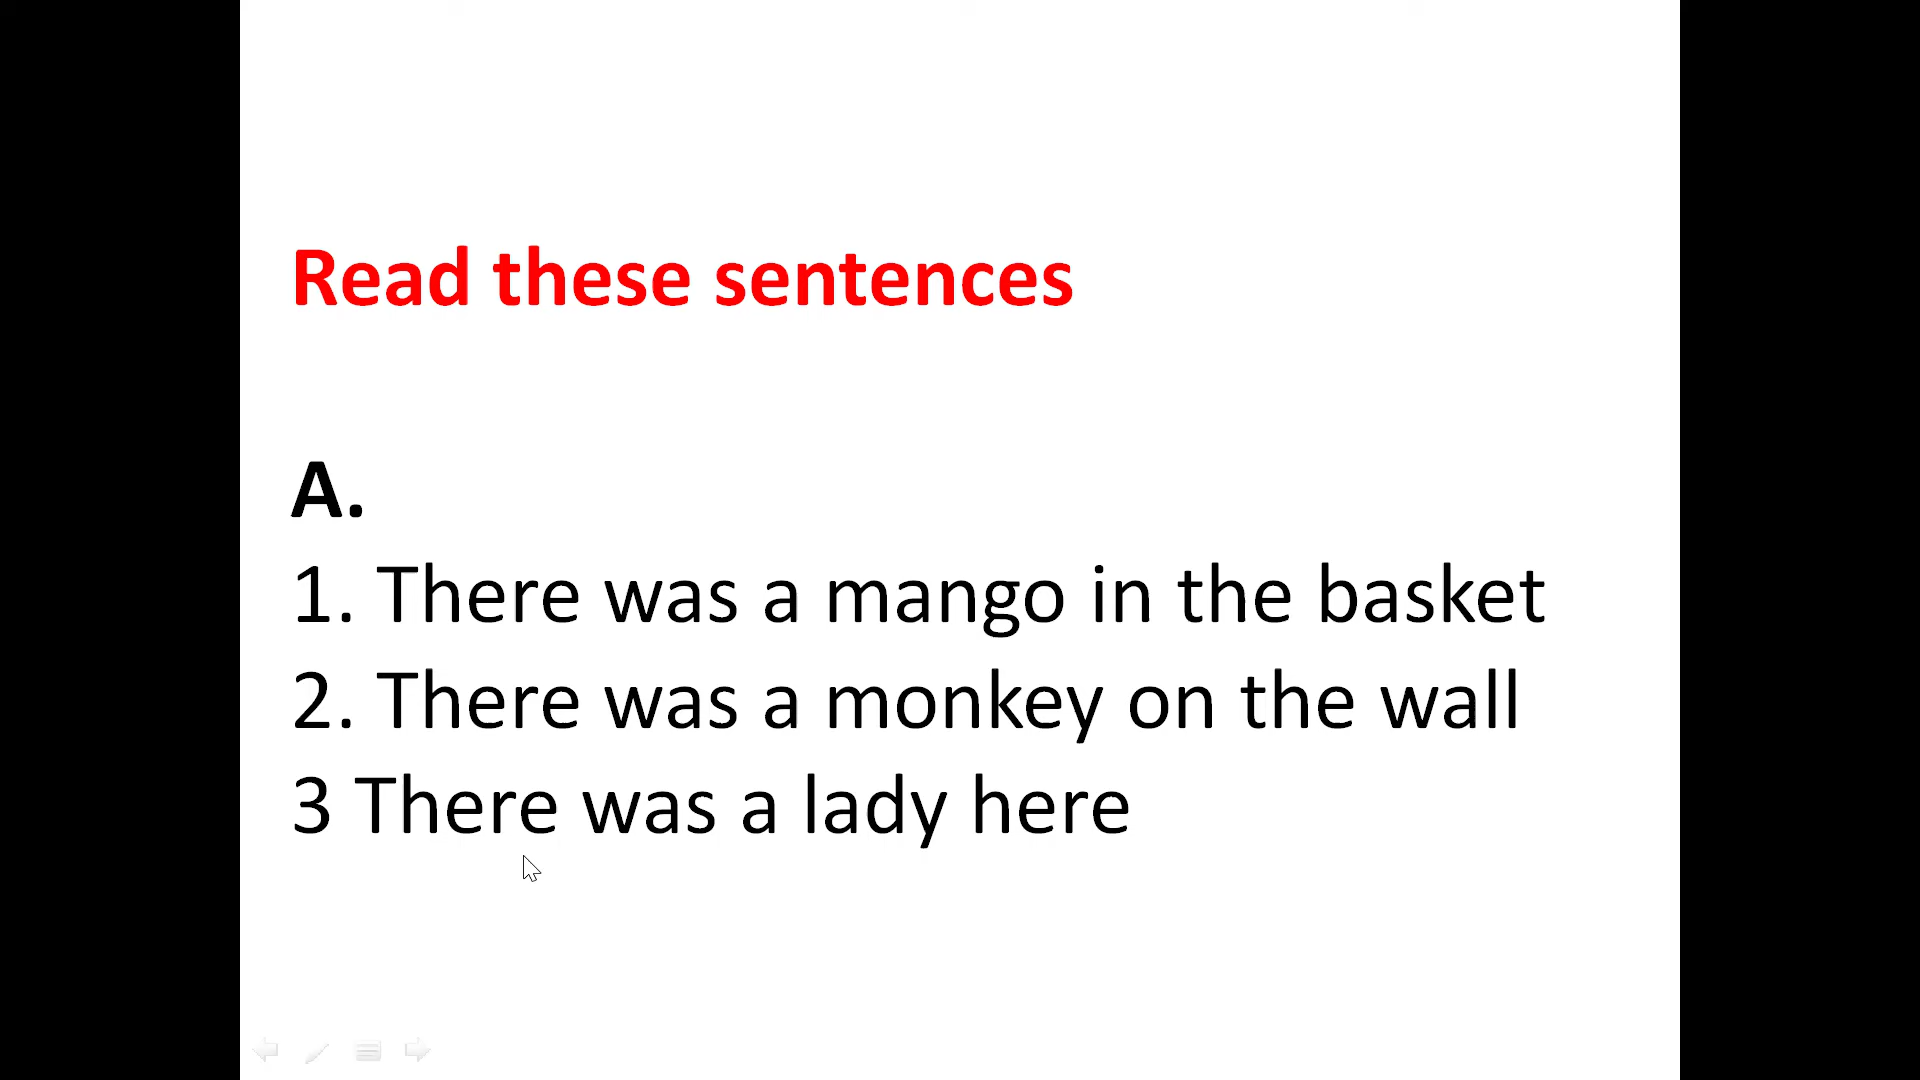 Read these sentences
A.
1. There was a mango in the basket
2. There was a monkey on the wall
3 There was a lady here